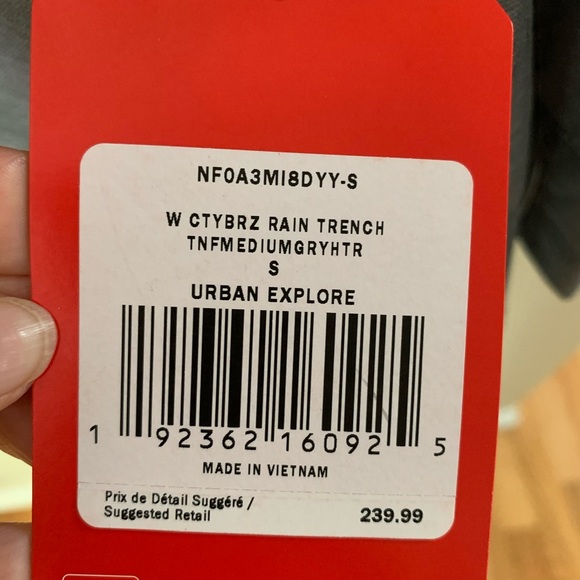 NF0A3MI8DYY-S
W CTYBRZ RAIN TRENCH
TNFMEDIUMGRYHTR
S
URBAN EXPLORE
1 92362 16092 5
MADE IN VIETNAM
Prix de Détail Suggéré /
Suggested Retail 239.99